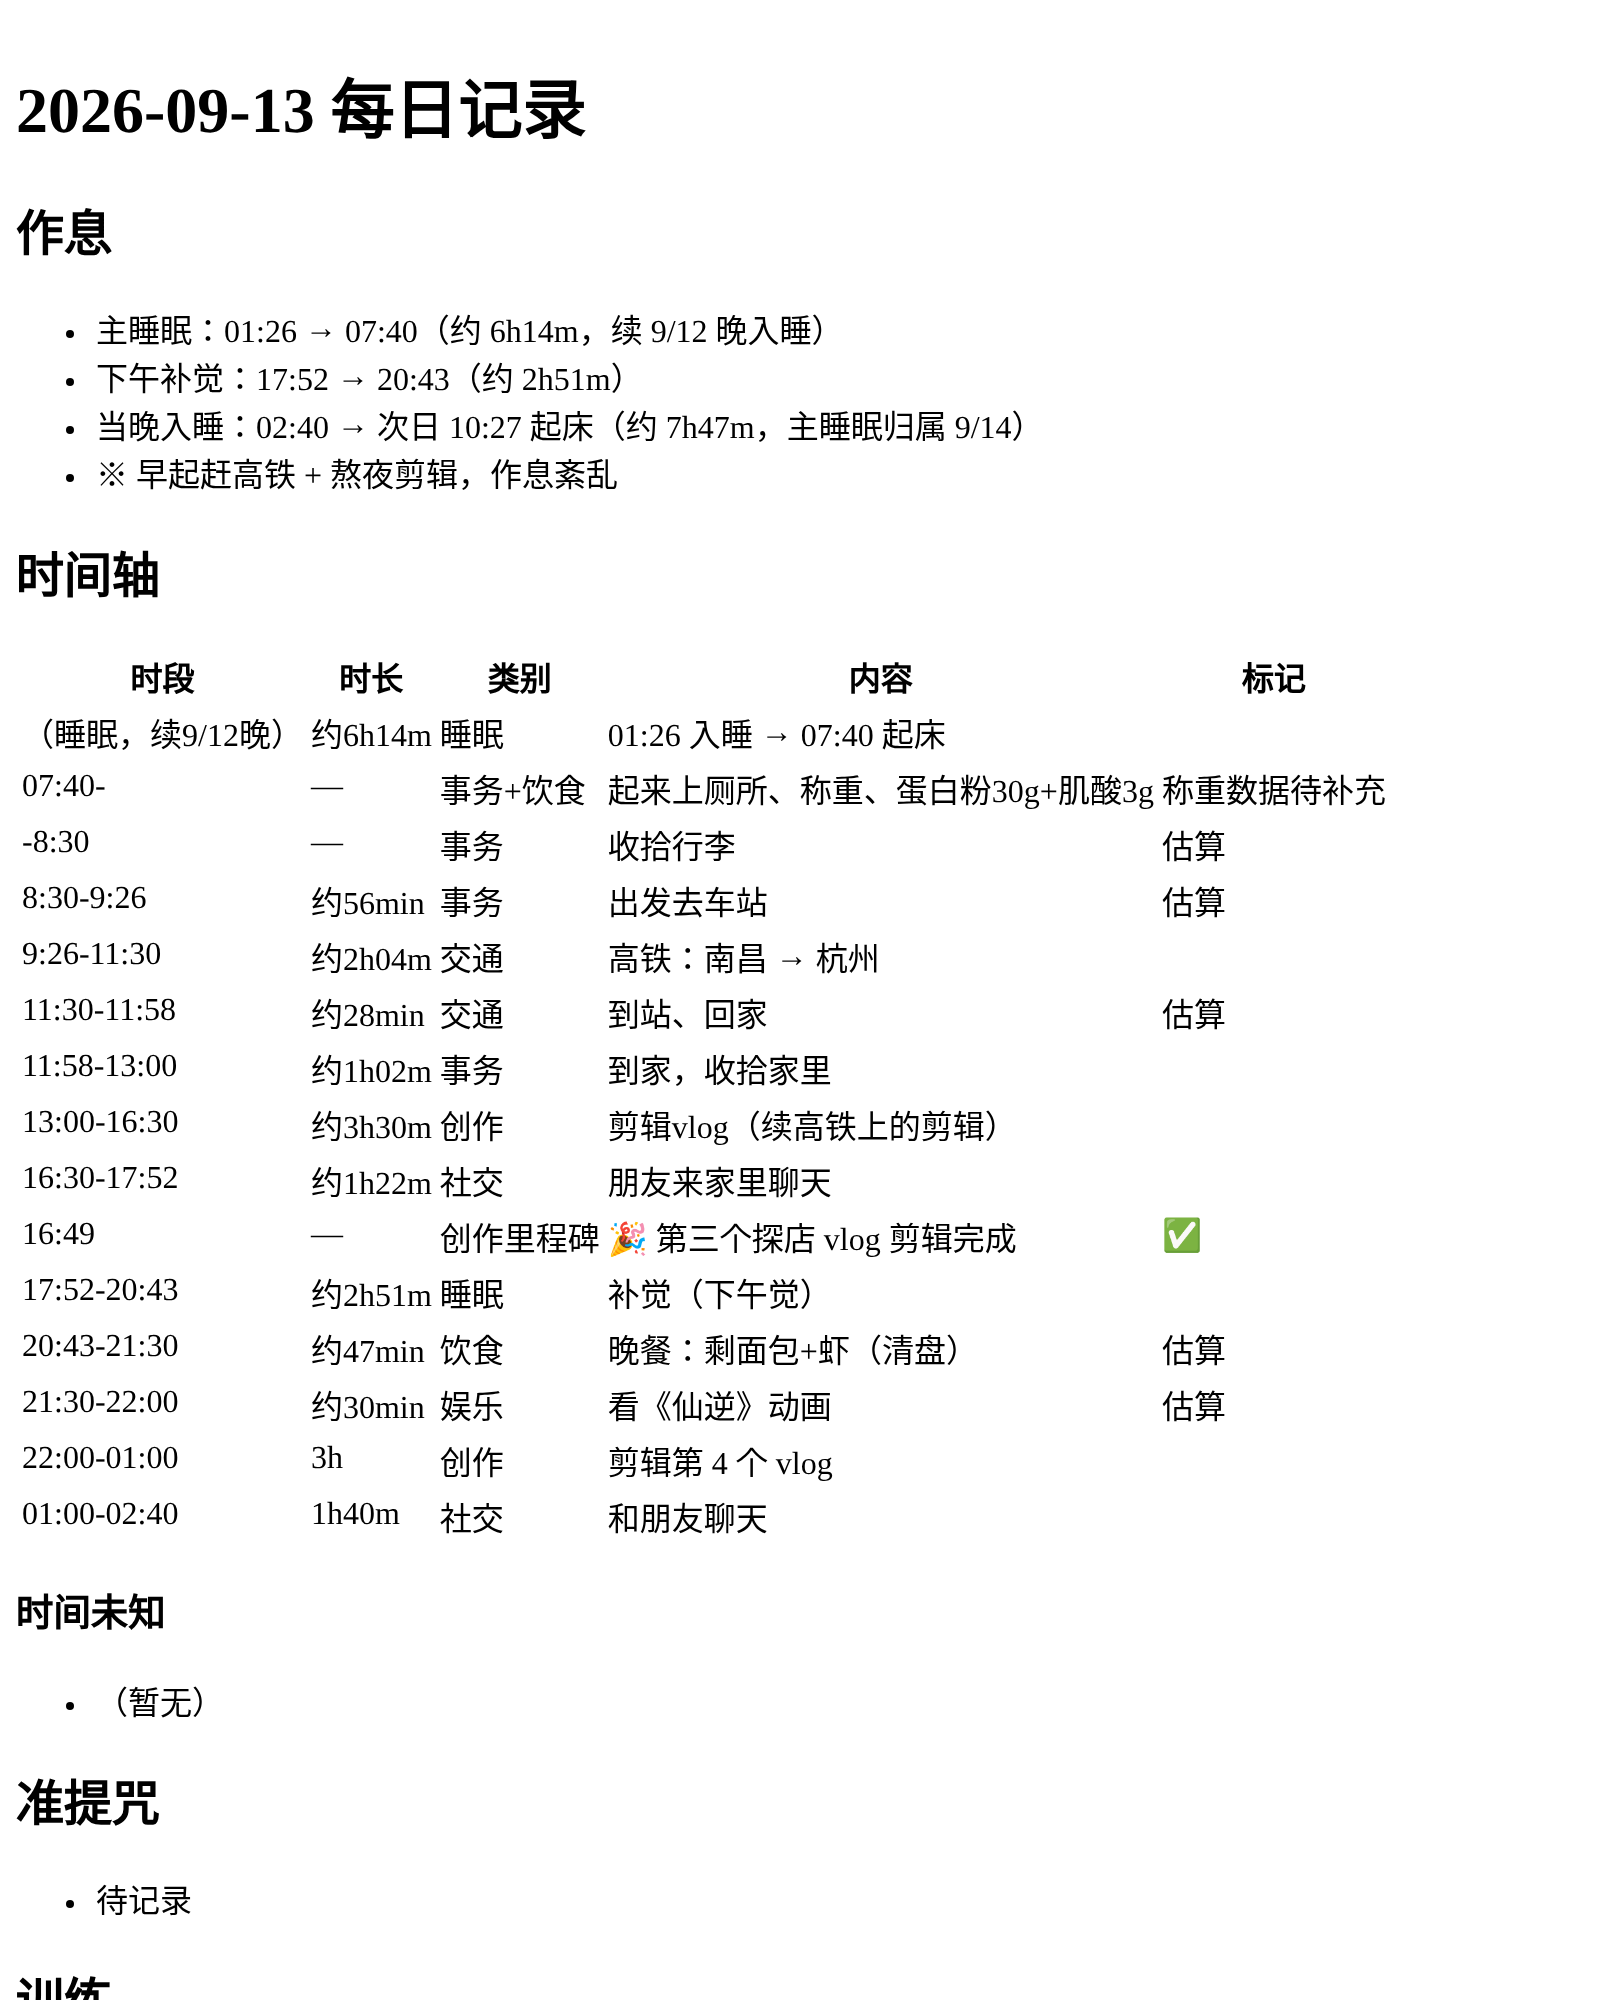 2026-09-13 每日记录
作息
• 主睡眠：01:26 → 07:40（约 6h14m，续 9/12 晚入睡）
• 下午补觉：17:52 → 20:43（约 2h51m）
• 当晚入睡：02:40 → 次日 10:27 起床（约 7h47m，主睡眠归属 9/14）
• ※ 早起赶高铁 + 熬夜剪辑，作息紊乱
时间轴
时段 时长 类别 内容 标记
（睡眠，续9/12晚） 约6h14m 睡眠 01:26 入睡 → 07:40 起床
07:40- — 事务+饮食 起来上厕所、称重、蛋白粉30g+肌酸3g 称重数据待补充
-8:30 — 事务 收拾行李 估算
8:30-9:26 约56min 事务 出发去车站 估算
9:26-11:30 约2h04m 交通 高铁：南昌 → 杭州
11:30-11:58 约28min 交通 到站、回家 估算
11:58-13:00 约1h02m 事务 到家，收拾家里
13:00-16:30 约3h30m 创作 剪辑vlog（续高铁上的剪辑）
16:30-17:52 约1h22m 社交 朋友来家里聊天
16:49 — 创作里程碑 🎉 第三个探店 vlog 剪辑完成 ✅
17:52-20:43 约2h51m 睡眠 补觉（下午觉）
20:43-21:30 约47min 饮食 晚餐：剩面包+虾（清盘） 估算
21:30-22:00 约30min 娱乐 看《仙逆》动画 估算
22:00-01:00 3h 创作 剪辑第 4 个 vlog
01:00-02:40 1h40m 社交 和朋友聊天
时间未知
• （暂无）
准提咒
• 待记录
训练